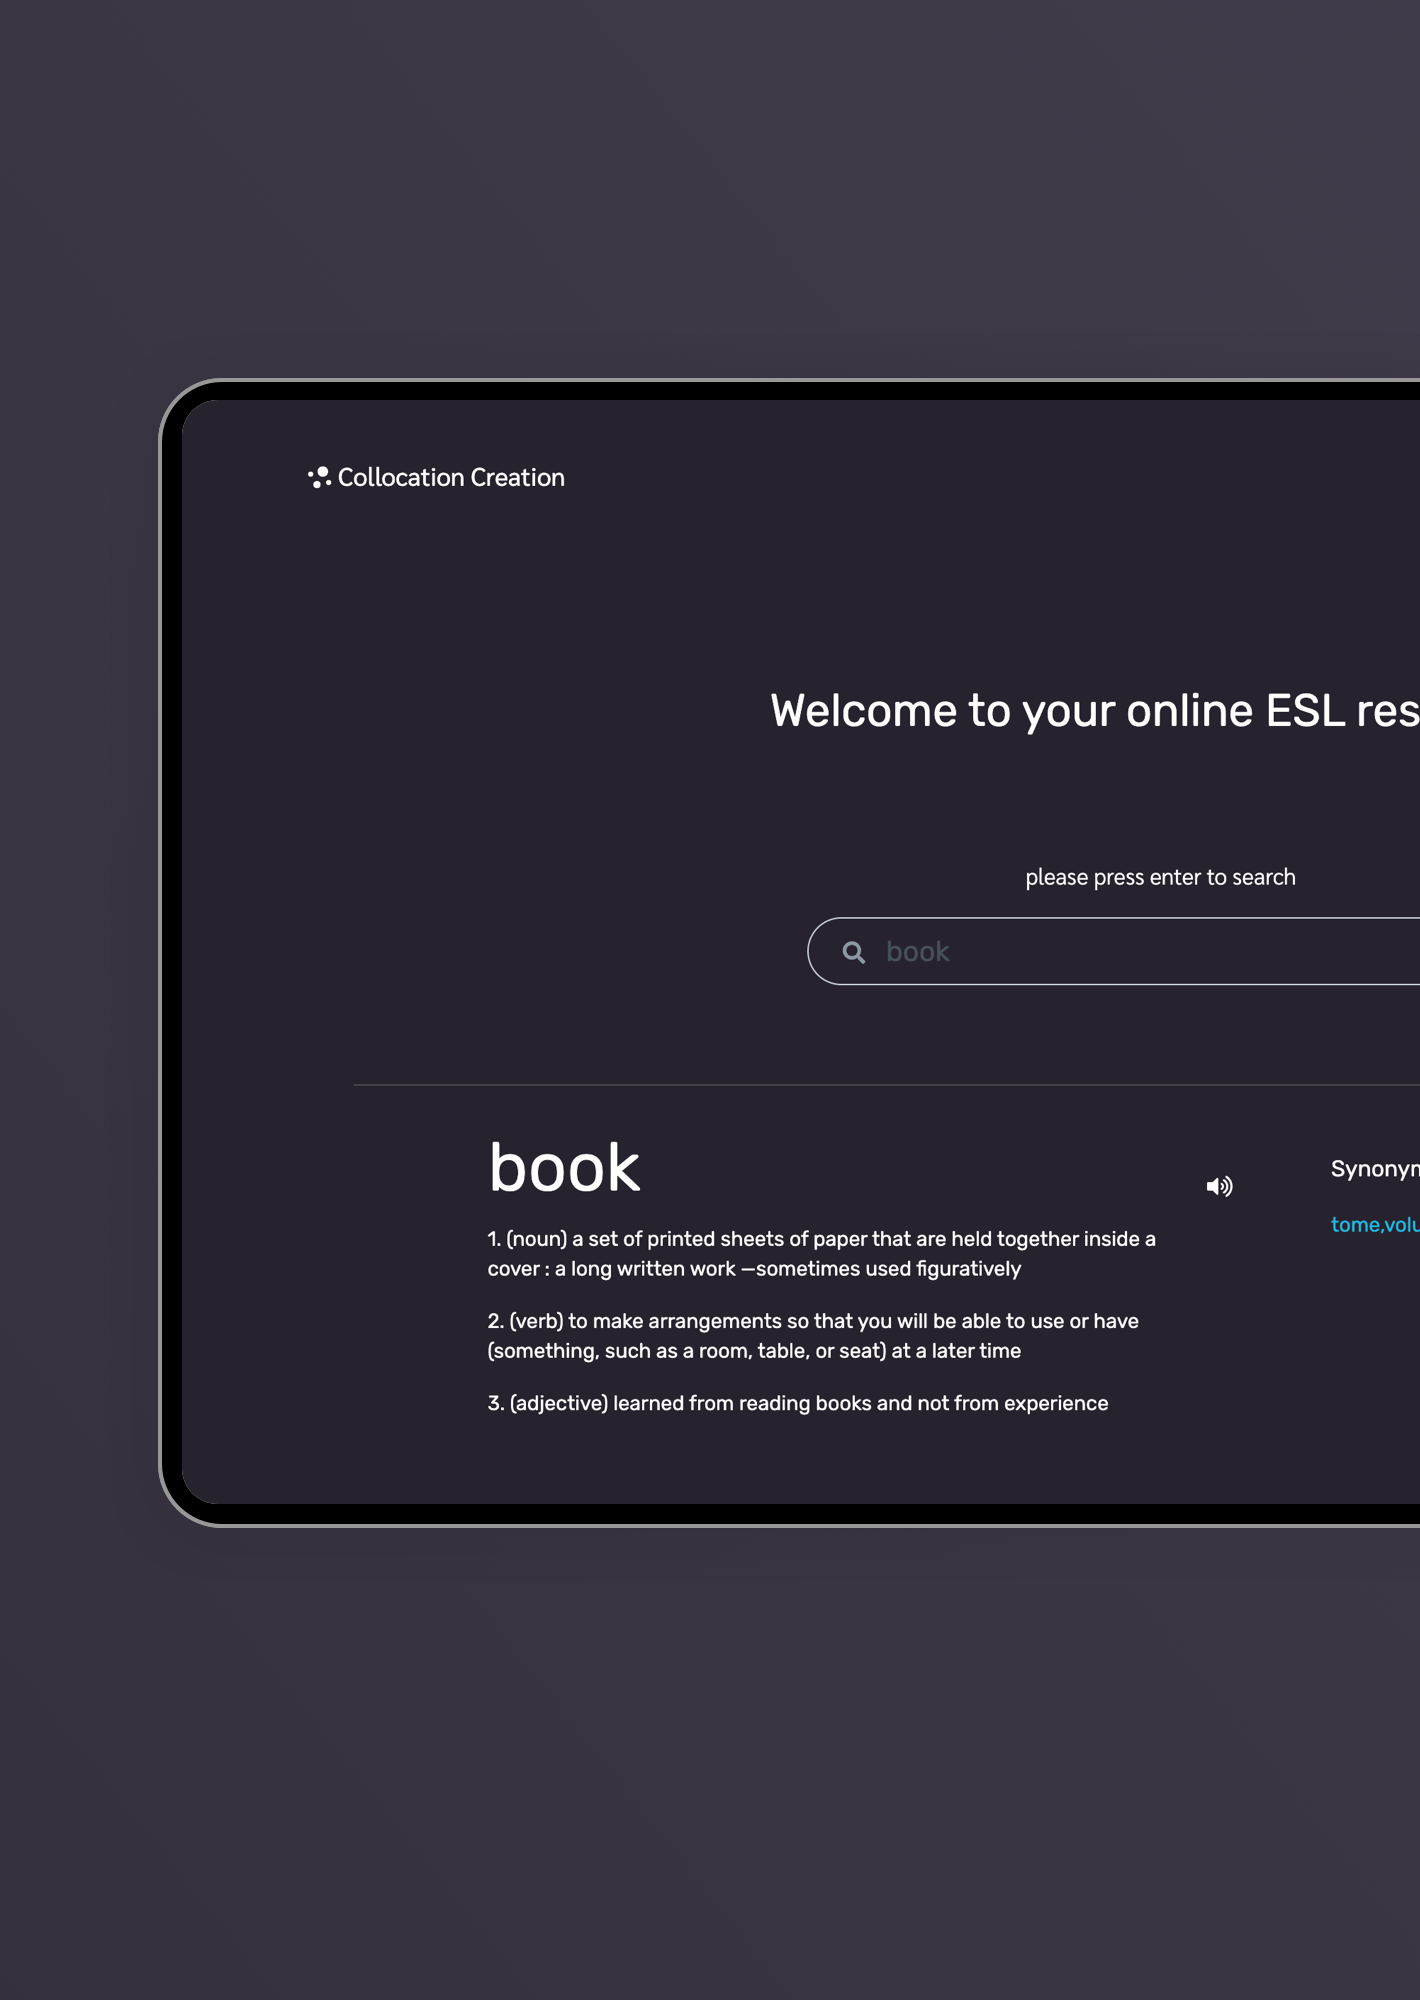 Collocation Creation
Welcome to your online ESL
please press enter to search
book
book
1. (noun) a set of printed sheets of paper that are held together inside a
cover : a long written work —sometimes used figuratively
2. (verb) to make arrangements so that you will be able to use or have
(something, such as a room, table, or seat) at a later time
3. (adjective) learned from reading books and not from experience
tome,